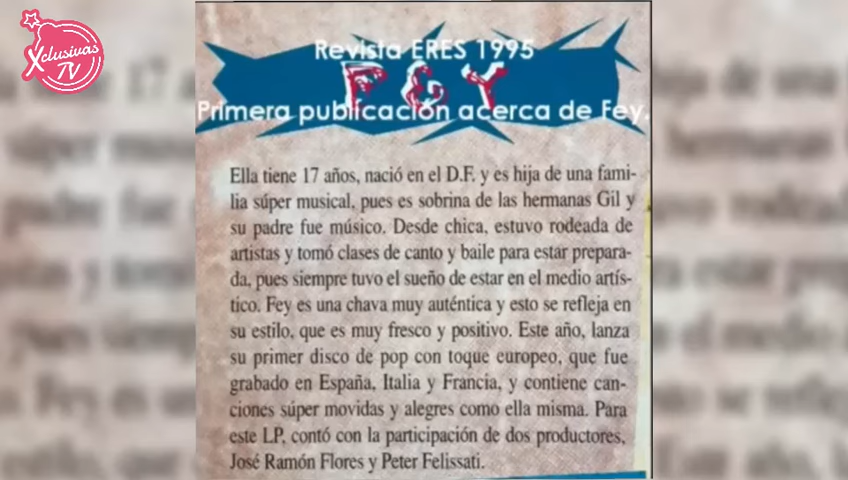 Xclusivas
TV
Revista ERES 1995
FEY
Primera publicación acerca de Fey.
Ella tiene 17 años, nació en el D.F. y es hija de una fami-
lia súper musical, pues es sobrina de las hermanas Gil y
su padre fue músico. Desde chica, estuvo rodeada de
artistas y tomó clases de canto y baile para estar prepara-
da, pues siempre tuvo el sueño de estar en el medio artís-
tico. Fey es una chava muy auténtica y esto se refleja en
su estilo, que es muy fresco y positivo. Este año, lanza
su primer disco de pop con toque europeo, que fue
grabado en España, Italia y Francia, y contiene can-
ciones súper movidas y alegres como ella misma. Para
este LP, contó con la participación de dos productores,
José Ramón Flores y Peter Felissati.